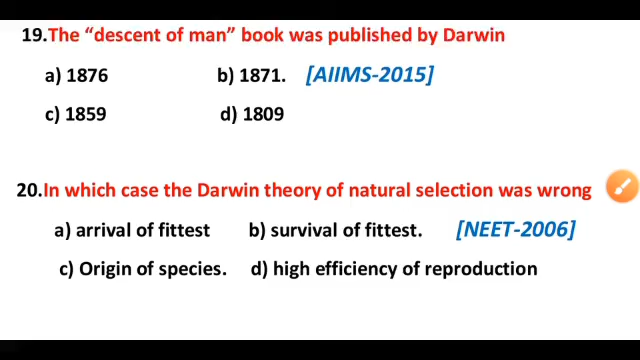 19.The “descent of man” book was published by Darwin
a) 1876 b) 1871. [AIIMS-2015]
c) 1859 d) 1809
20.In which case the Darwin theory of natural selection was wrong
a) arrival of fittest b) survival of fittest. [NEET-2006]
c) Origin of species. d) high efficiency of reproduction